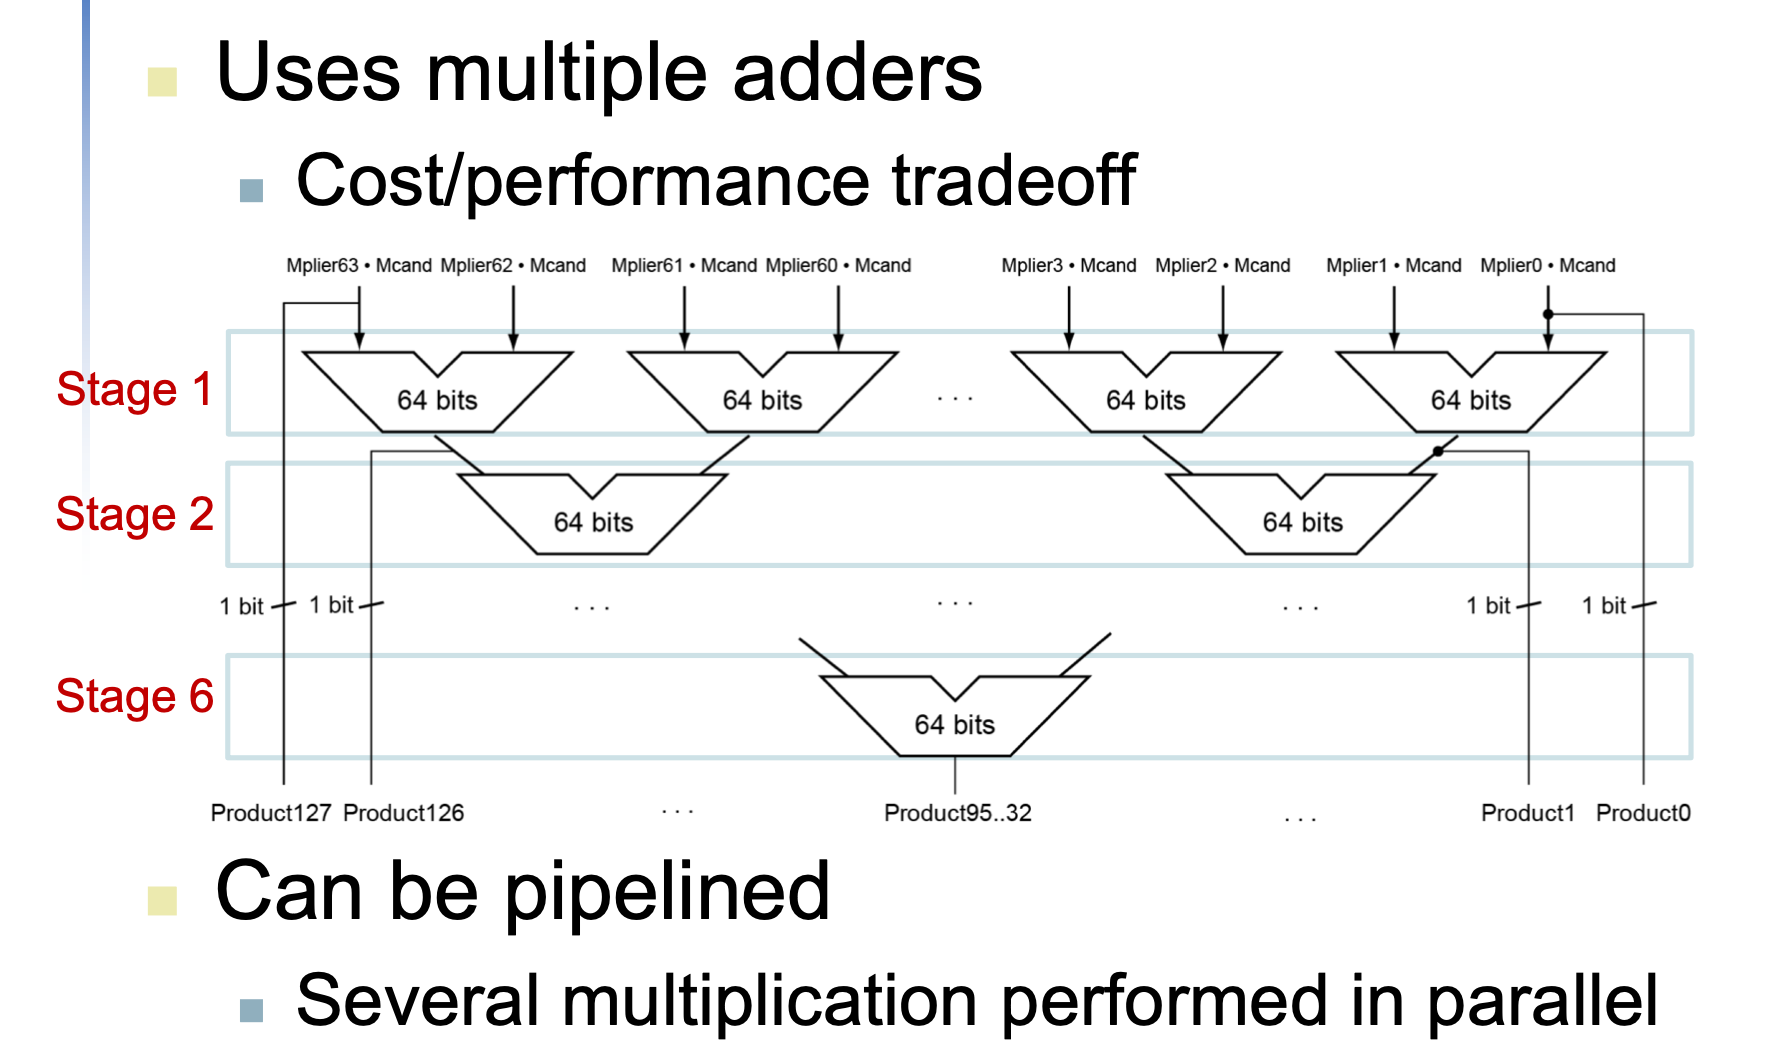 Uses multiple adders
Cost/performance tradeoff
Mplier63 • Mcand Mplier62 • Mcand Mplier61 • Mcand Mplier60 • Mcand Mplier3 • Mcand Mplier2 • Mcand Mplier1 • Mcand Mplier0 • Mcand
Stage 1 64 bits 64 bits . . . 64 bits 64 bits
Stage 2 64 bits 64 bits
1 bit 1 bit . . . . . . . . . 1 bit 1 bit
Stage 6 64 bits
Product127 Product126 . . . Product95..32 . . . Product1 Product0
Can be pipelined
Several multiplication performed in parallel